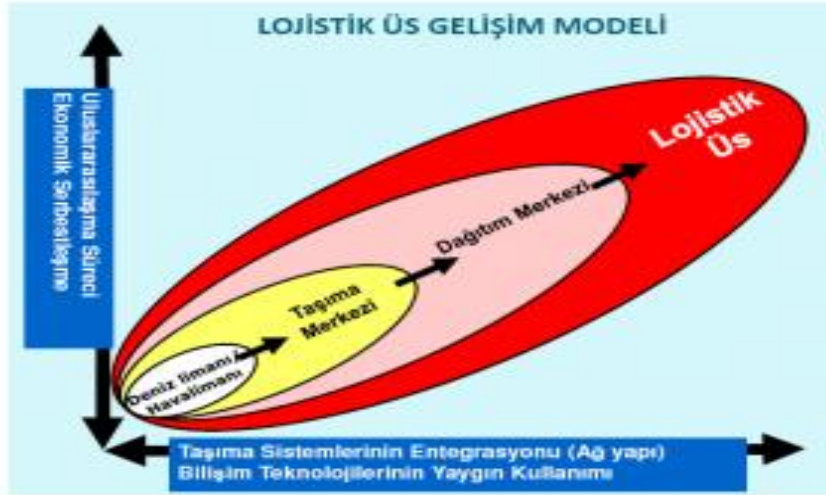 LOJİSTİK ÜS GELİŞİM MODELİ
Uluslararasılaşma Süreci
Ekonomik Serbestleşme
Lojistik
Üs
Dağıtım Merkezi
Taşıma
Merkezi
Deniz limanı/
Havalimanı
Taşıma Sistemlerinin Entegrasyonu (Ağ yapı)
Bilişim Teknolojilerinin Yaygın Kullanımı